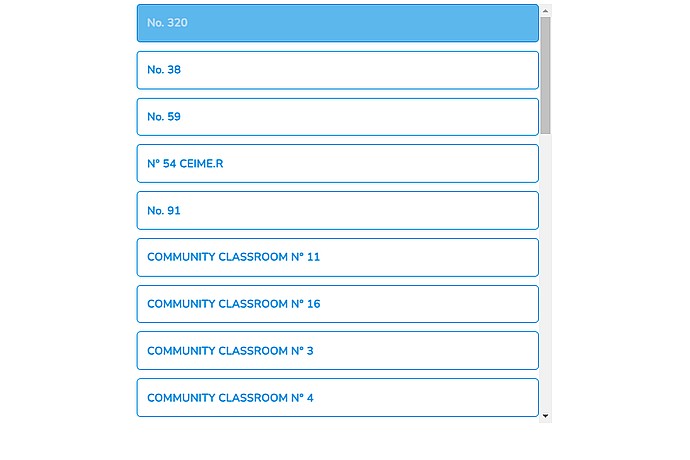 No. 320
No. 38
No. 59
N° 54 CEIME.R
No. 91
COMMUNITY CLASSROOM N° 11
COMMUNITY CLASSROOM N° 16
COMMUNITY CLASSROOM N° 3
COMMUNITY CLASSROOM N° 4